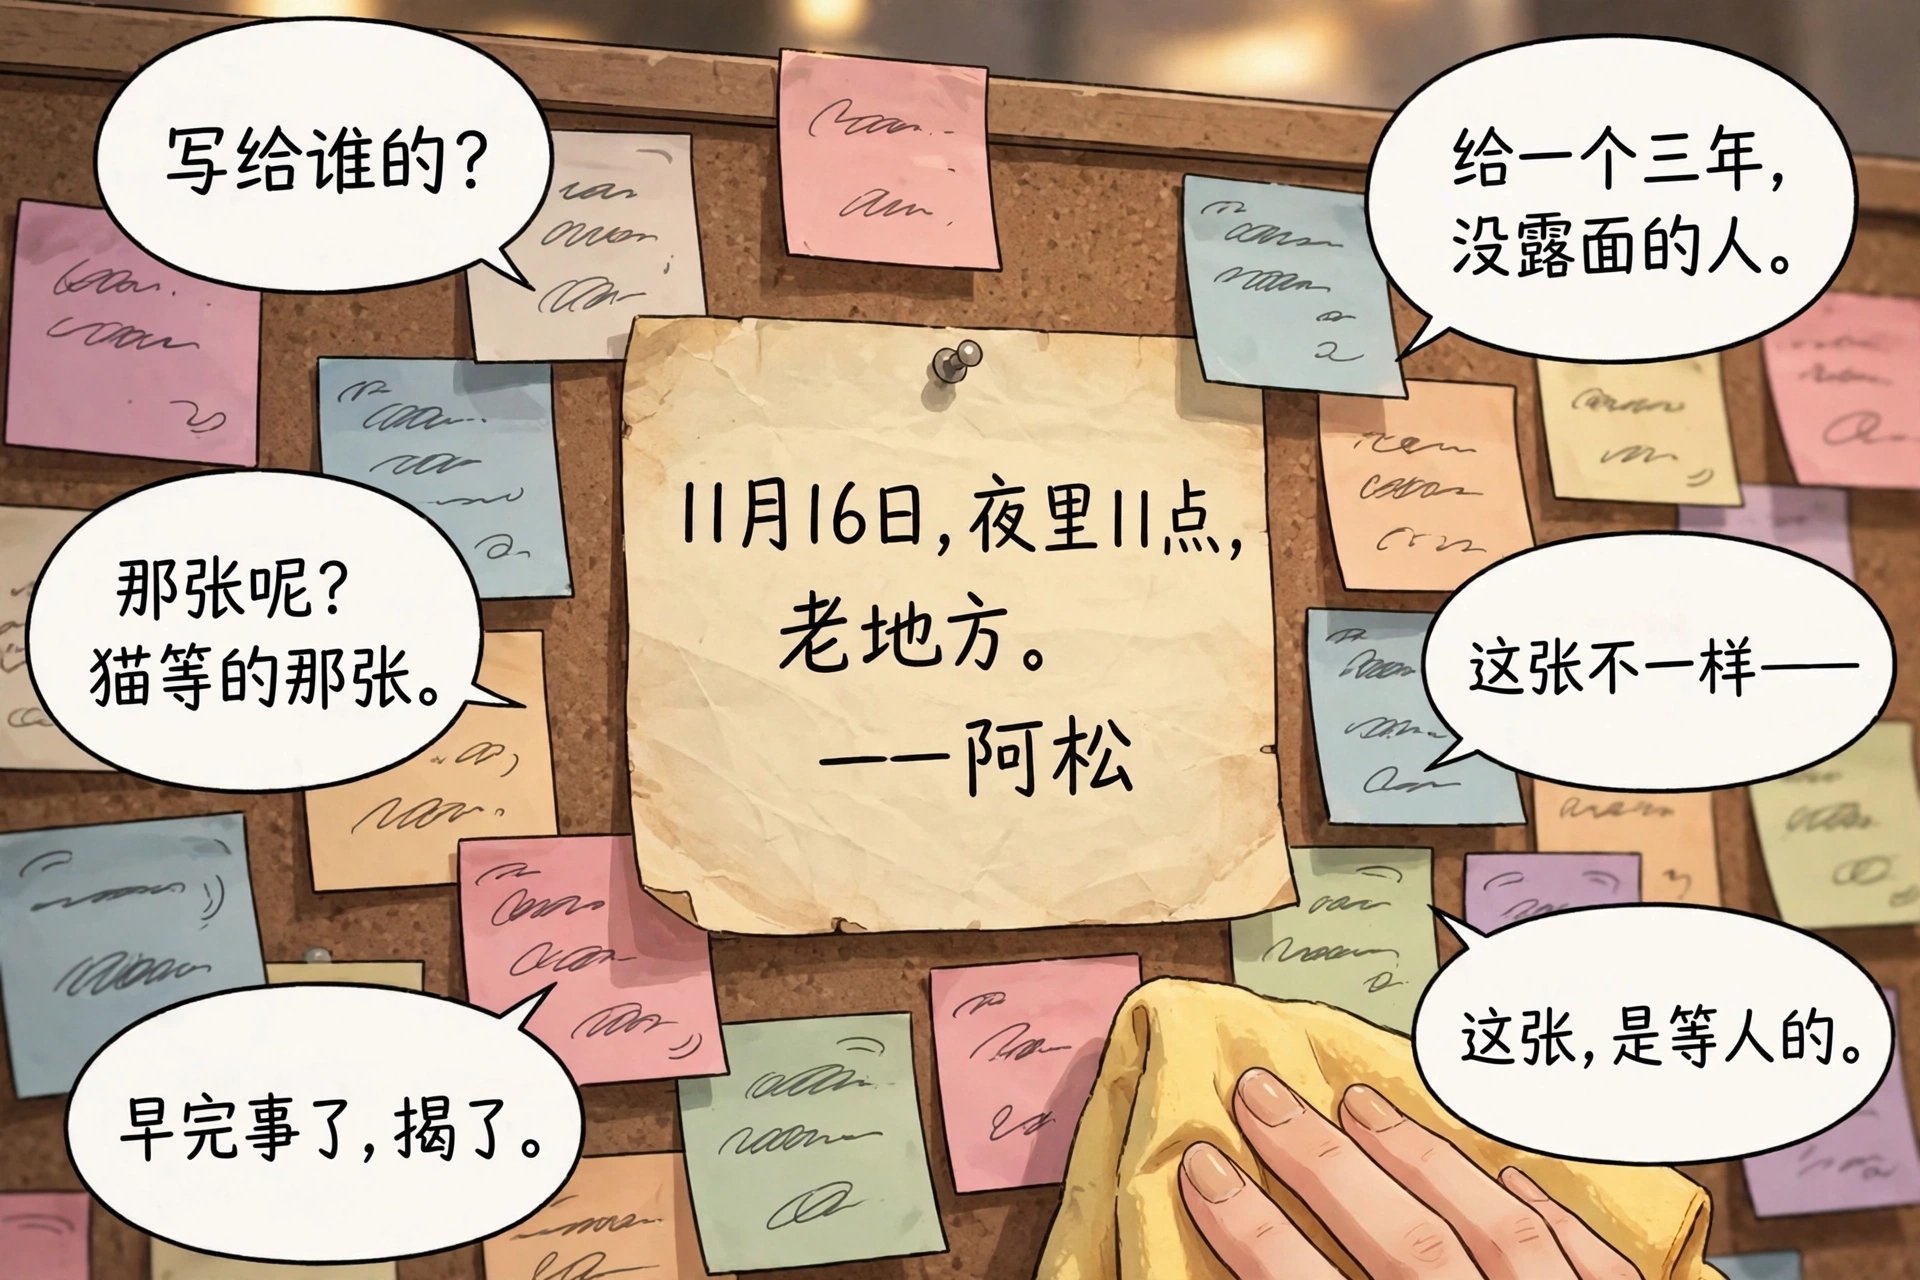 写给谁的？
给一个三年，
没露面的人。
11月16日，夜里11点，
老地方。
——阿松
那张呢？
猫等的那张。
这张不一样——
早完事了，揭了。
这张，是等人的。